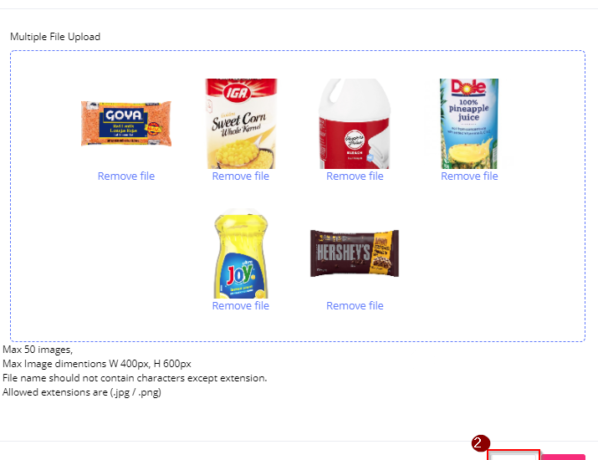 Multiple File Upload
GOYA
IGA
Sweet Corn
Whole Kernel
Dole
100%
pineapple
juice
Remove file
Remove file
Remove file
Remove file
Joy
HERSHEY'S
Remove file
Remove file
Max 50 images,
Max Image dimentions W 400px, H 600px
File name should not contain characters except extension.
Allowed extensions are (.jpg / .png)
2